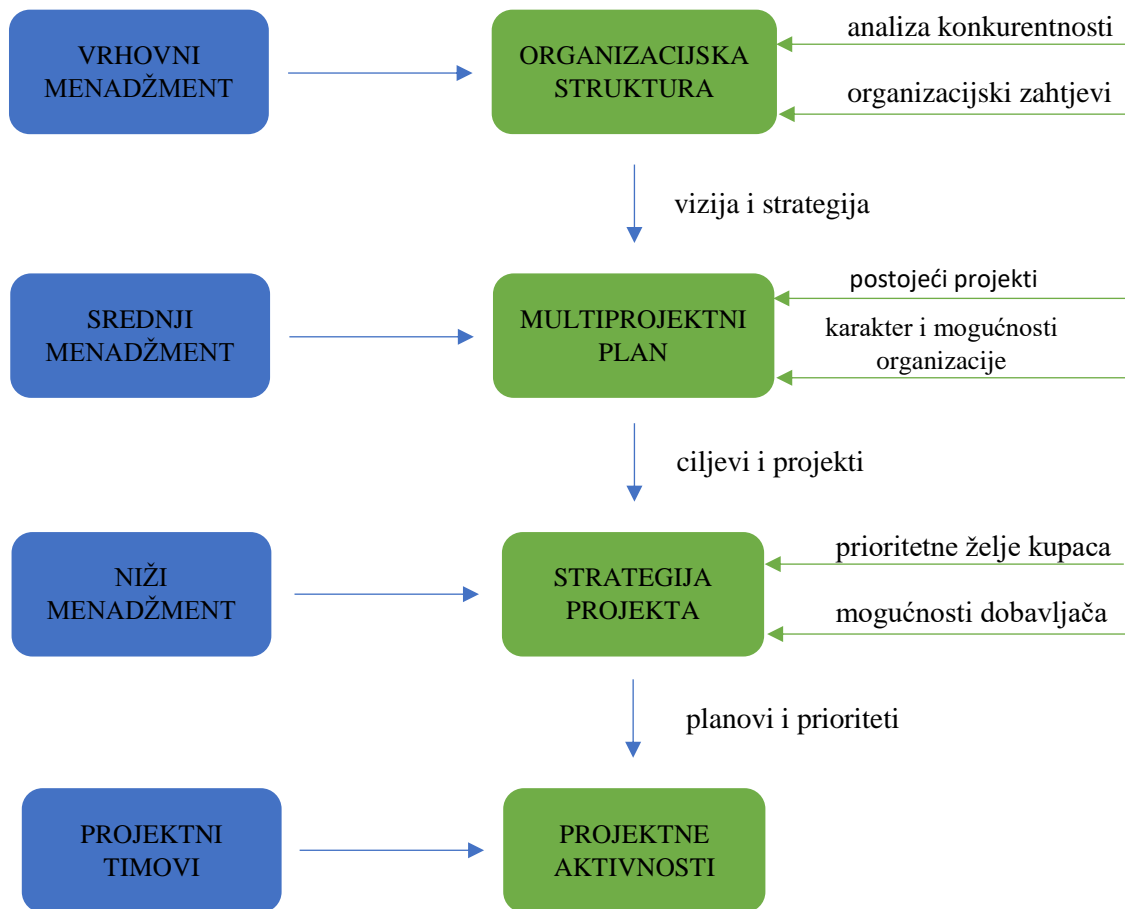 VRHOVNI
MENADŽMENT
ORGANIZACIJSKA
STRUKTURA
analiza konkurentnosti
organizacijski zahtjevi
vizija i strategija
SREDNJI
MENADŽMENT
MULTIPROJEKTNI
PLAN
postojeći projekti
karakter i mogućnosti
organizacije
ciljevi i projekti
NIŽI
MENADŽMENT
STRATEGIJA
PROJEKTA
prioritetne želje kupaca
mogućnosti dobavljača
planovi i prioriteti
PROJEKTNI
TIMOVI
PROJEKTNE
AKTIVNOSTI